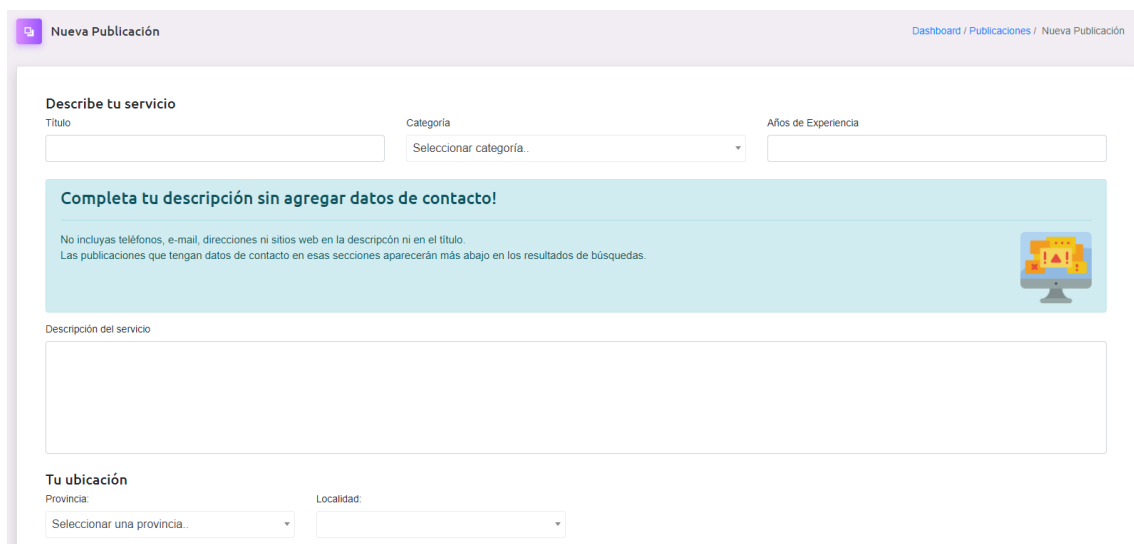 Nueva Publicación
Dashboard / Publicaciones / Nueva Publicación
Describe tu servicio
Título
Categoría
Años de Experiencia
Seleccionar categoría..
Completa tu descripción sin agregar datos de contacto!
No incluyas teléfonos, e-mail, direcciones ni sitios web en la descripcón ni en el título.
Las publicaciones que tengan datos de contacto en esas secciones aparecerán más abajo en los resultados de búsquedas.
Descripción del servicio
Tu ubicación
Provincia:
Localidad:
Seleccionar una provincia..